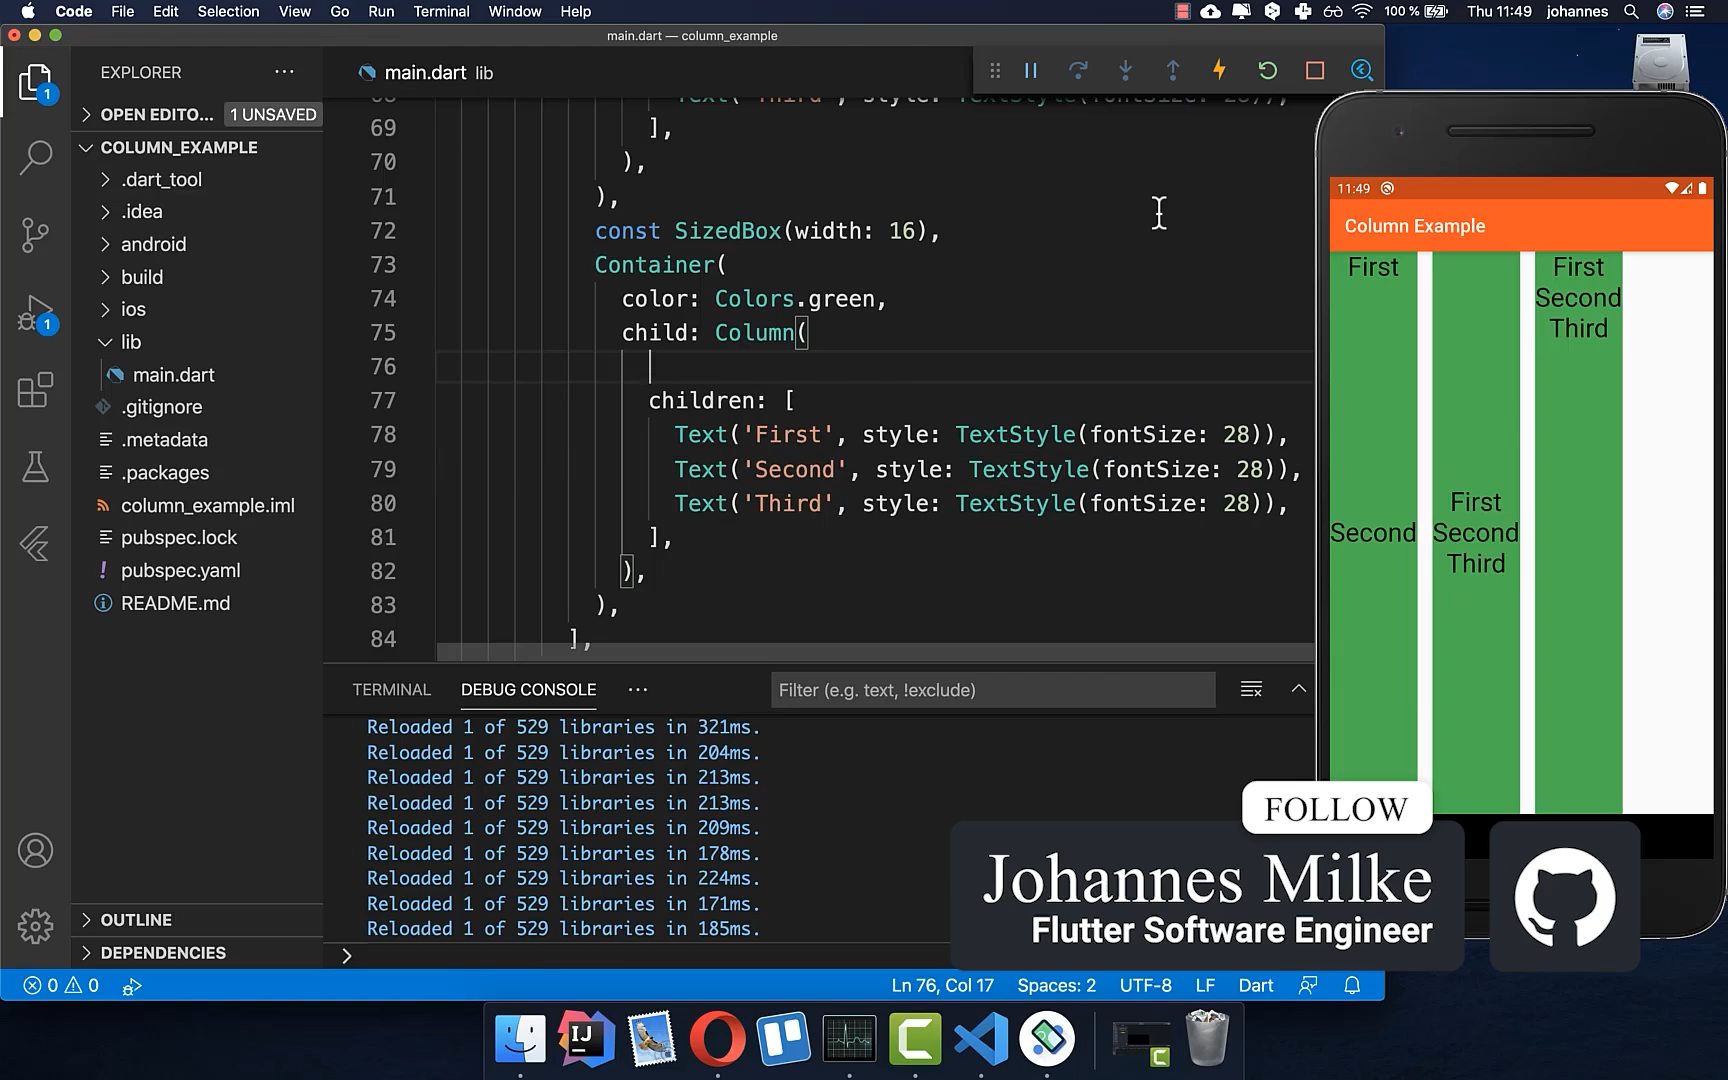 Code File Edit Selection View Go Run Terminal Window Help
100 % Thu 11:49 johannes
main.dart — column_example
EXPLORER
main.dart lib
OPEN EDITO... 1 UNSAVED
COLUMN_EXAMPLE
.dart_tool
.idea
android
build
ios
lib
main.dart
.gitignore
.metadata
.packages
column_example.iml
pubspec.lock
pubspec.yaml
README.md
OUTLINE
DEPENDENCIES
1
1
68 Text('Third', style: TextStyle(fontSize: 28)),
69 ],
70 ),
71 ),
72 const SizedBox(width: 16),
73 Container(
74 color: Colors.green,
75 child: Column(
76
77 children: [
78 Text('First', style: TextStyle(fontSize: 28)),
79 Text('Second', style: TextStyle(fontSize: 28)),
80 Text('Third', style: TextStyle(fontSize: 28)),
81 ],
82 ),
83 ),
84 ],
TERMINAL DEBUG CONSOLE
Filter (e.g. text, !exclude)
Reloaded 1 of 529 libraries in 321ms.
Reloaded 1 of 529 libraries in 204ms.
Reloaded 1 of 529 libraries in 213ms.
Reloaded 1 of 529 libraries in 213ms.
Reloaded 1 of 529 libraries in 209ms.
Reloaded 1 of 529 libraries in 178ms.
Reloaded 1 of 529 libraries in 224ms.
Reloaded 1 of 529 libraries in 171ms.
Reloaded 1 of 529 libraries in 185ms.
0 0
Ln 76, Col 17 Spaces: 2 UTF-8 LF Dart
11:49
Column Example
First
Second
First
Second
Third
First
Second
Third
FOLLOW
Johannes Milke
Flutter Software Engineer
IJ